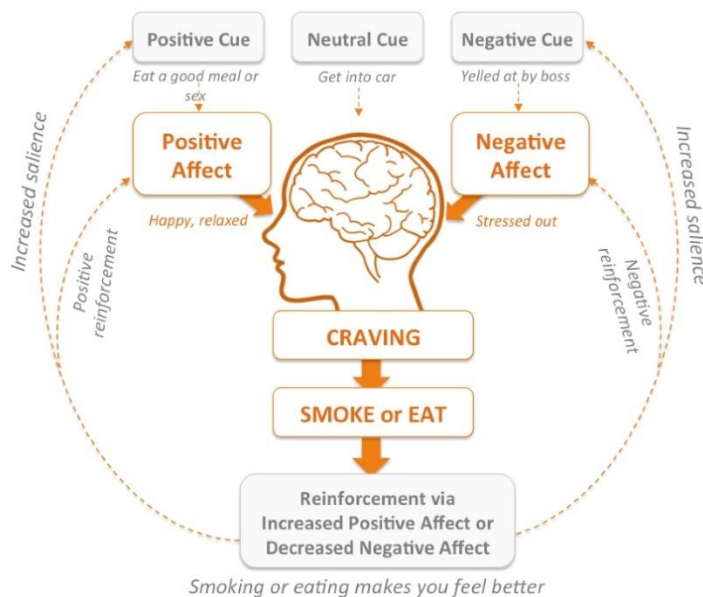 Positive Cue
Neutral Cue
Negative Cue
Eat a good meal or
sex
Get into car
Yelled at by boss
Positive
Affect
Negative
Affect
Happy, relaxed
Stressed out
Increased salience
Positive
reinforcement
Negative
reinforcement
Increased salience
CRAVING
SMOKE or EAT
Reinforcement via
Increased Positive Affect or
Decreased Negative Affect
Smoking or eating makes you feel better